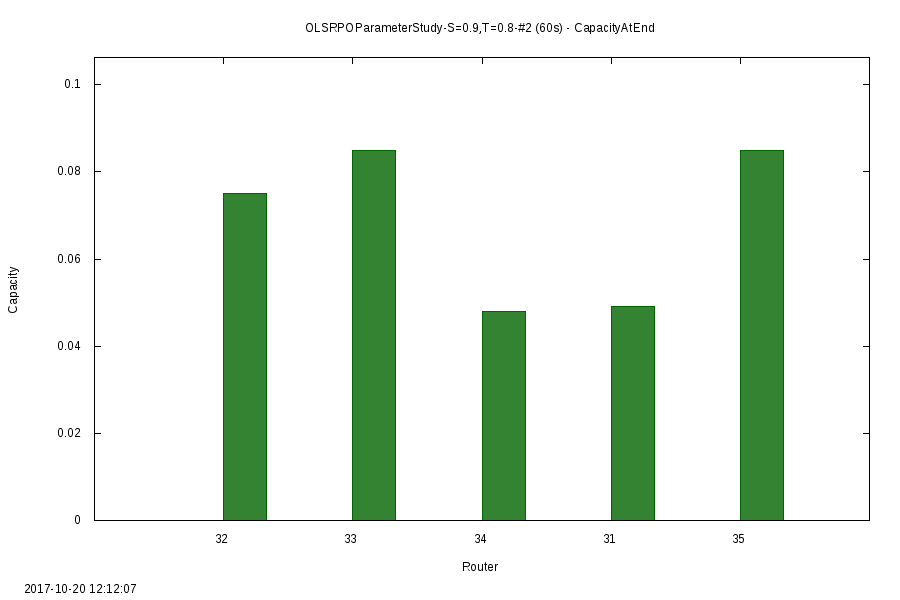 OLSRPOParameterStudy-S=0.9,T=0.8-#2 (60s) - CapacityAtEnd
0.1
0.08
0.06
0.04
0.02
0
Capacity
32 33 34 31 35
Router
2017-10-20 12:12:07